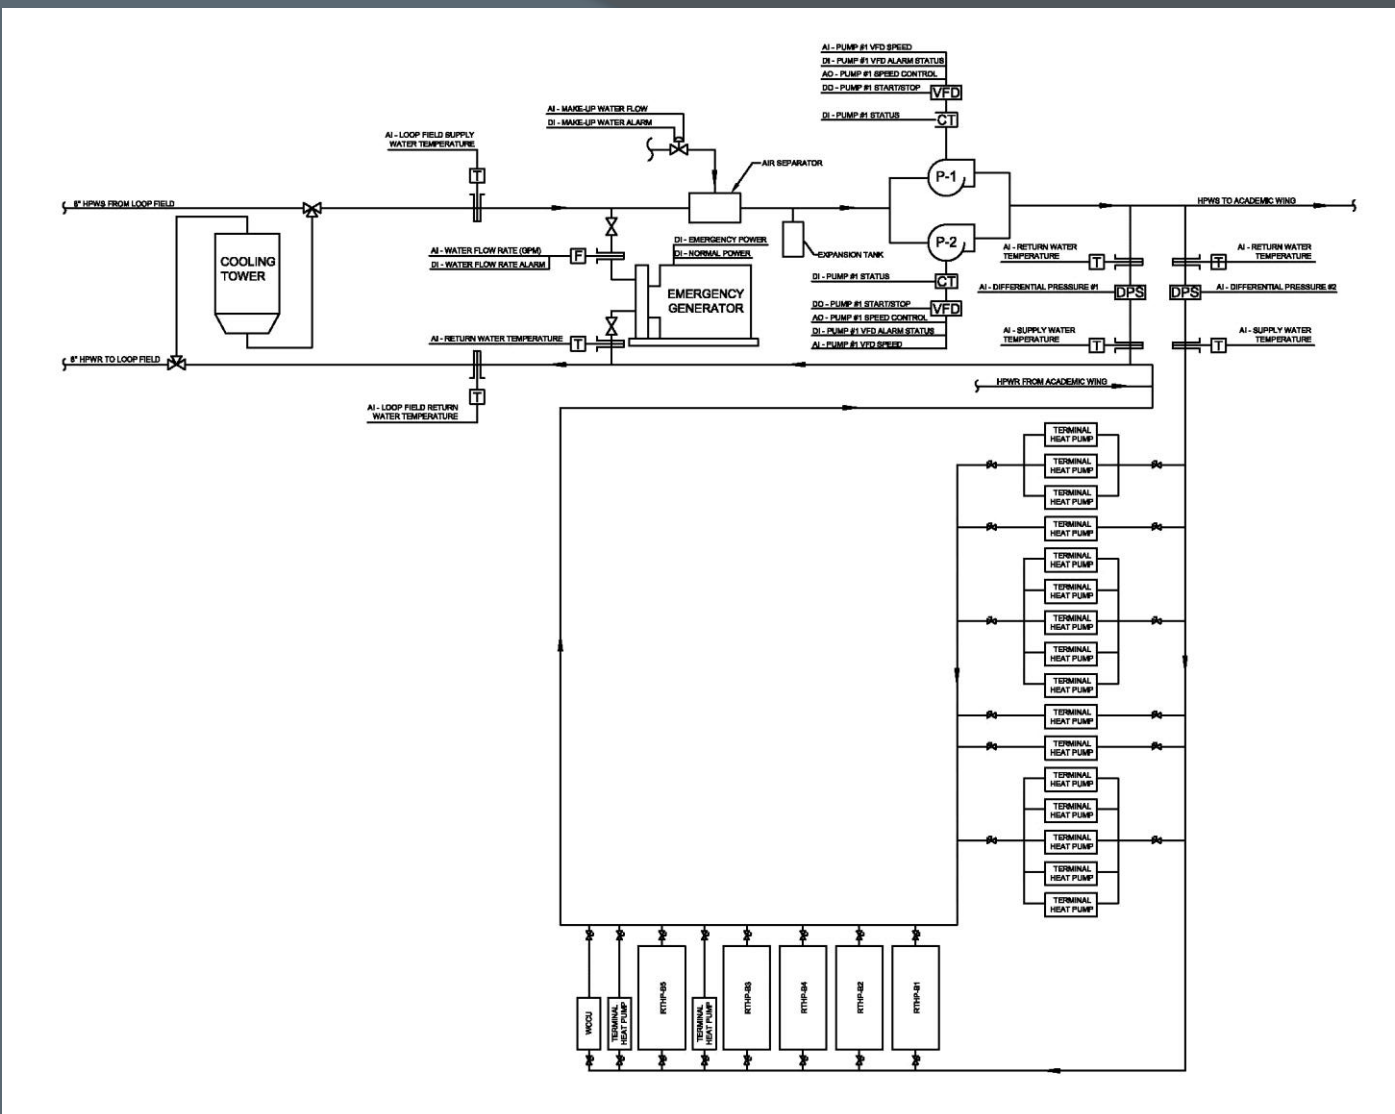 AI - PUMP #1 VFD SPEED
DI - PUMP #1 VFD ALARM STATUS
AO - PUMP #1 SPEED CONTROL
DO - PUMP #1 START/STOP
VFD
DI - PUMP #1 STATUS
CT
AI - MAKE-UP WATER FLOW
DI - MAKE-UP WATER ALARM
AI - LOOP FIELD SUPPLY
WATER TEMPERATURE
T
AIR SEPARATOR
P-1
8" HPWS FROM LOOP FIELD
HPWS TO ACADEMIC WING
COOLING
TOWER
AI - WATER FLOW RATE (GPM)
DI - WATER FLOW RATE ALARM
F
DI - EMERGENCY POWER
DI - NORMAL POWER
EMERGENCY
GENERATOR
EXPANSION TANK
P-2
DI - PUMP #1 STATUS
CT
DO - PUMP #1 START/STOP
AO - PUMP #1 SPEED CONTROL
DI - PUMP #1 VFD ALARM STATUS
AI - PUMP #1 VFD SPEED
VFD
AI - RETURN WATER
TEMPERATURE
T
T
AI - RETURN WATER
TEMPERATURE
AI - DIFFERENTIAL PRESSURE #1
DPS
DPS
AI - DIFFERENTIAL PRESSURE #2
AI - SUPPLY WATER
TEMPERATURE
T
T
AI - SUPPLY WATER
TEMPERATURE
AI - RETURN WATER TEMPERATURE
T
8" HPWR TO LOOP FIELD
T
AI - LOOP FIELD RETURN
WATER TEMPERATURE
HPWR FROM ACADEMIC WING
TERMINAL
HEAT PUMP
TERMINAL
HEAT PUMP
TERMINAL
HEAT PUMP
TERMINAL
HEAT PUMP
TERMINAL
HEAT PUMP
TERMINAL
HEAT PUMP
TERMINAL
HEAT PUMP
TERMINAL
HEAT PUMP
TERMINAL
HEAT PUMP
TERMINAL
HEAT PUMP
TERMINAL
HEAT PUMP
TERMINAL
HEAT PUMP
TERMINAL
HEAT PUMP
TERMINAL
HEAT PUMP
TERMINAL
HEAT PUMP
TERMINAL
HEAT PUMP
WCCU
TERMINAL
HEAT PUMP
RTHP-B5
TERMINAL
HEAT PUMP
RTHP-B3
RTHP-B4
RTHP-B2
RTHP-B1